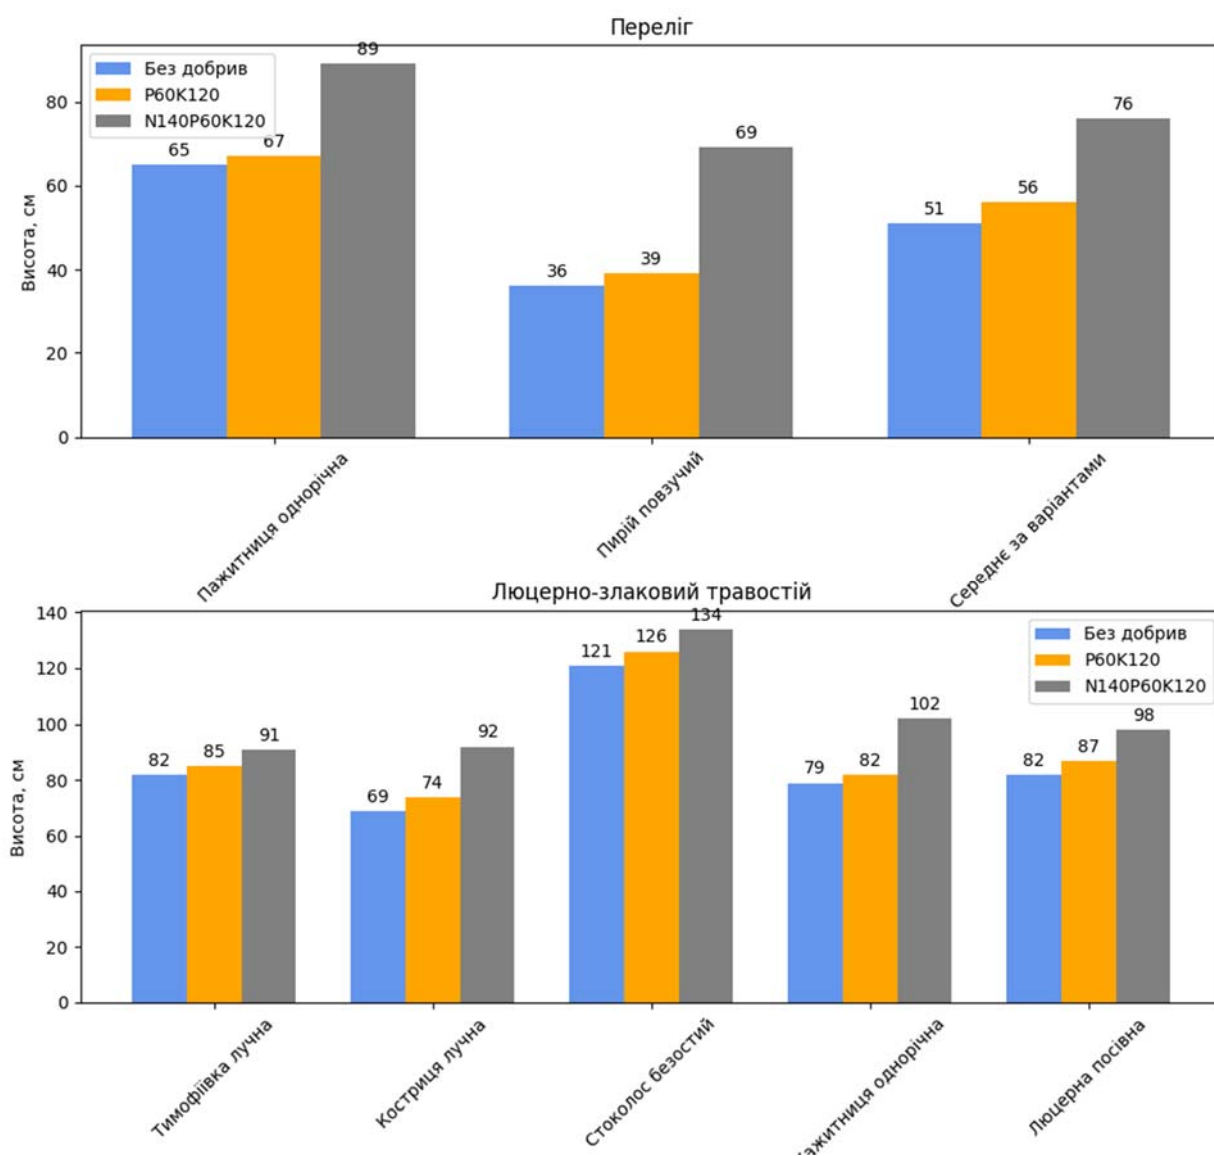 Переліг
89
Без добрив
P60K120
N140P60K120
65
67
36
39
69
51
56
76
80
60
40
20
0
Висота, см
Пажитниця однорічна
Пирій повзучий
Середнє за варіантами
Люцерно-злаковий травостій
140
120
100
80
60
40
20
0
Висота, см
Без добрив
P60K120
N140P60K120
82
85
91
69
74
92
121
126
134
79
82
102
82
87
98
Тимофіївка лучна
Костриця лучна
Стоколос безостий
ажитниця однорічна
Люцерна посівна